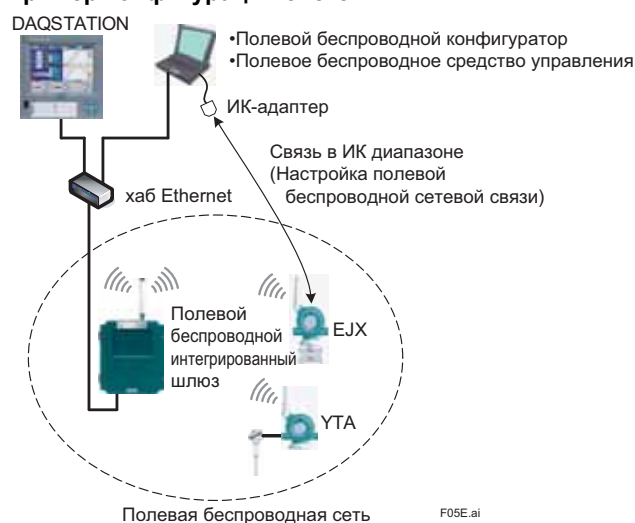 DAQSTATION
•Полевой беспроводной конфигуратор
•Полевое беспроводное средство управления
ИК-адаптер
Связь в ИК диапазоне
(Настройка полевой
беспроводной сетевой связи)
хаб Ethernet
Полевой
беспроводной
интегрированный
шлюз
EJX
YTA
Полевая беспроводная сеть
F05E.ai